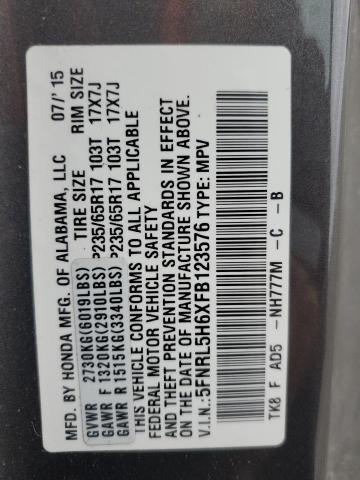 MFD. BY HONDA MFG. OF ALABAMA, LLC 07/'15
TIRE SIZE RIM SIZE
GVWR 2730KG(6019LBS)
GAWR F 1320KG(2910LBS) P235/65R17 103T 17X7J
GAWR R 1515KG(3340LBS) P235/65R17 103T 17X7J
THIS VEHICLE CONFORMS TO ALL APPLICABLE
FEDERAL MOTOR VEHICLE SAFETY
AND THEFT PREVENTION STANDARDS IN EFFECT
ON THE DATE OF MANUFACTURE SHOWN ABOVE.
V.I.N.: 5FNRL5H6XFB123576 TYPE: MPV
TK8 F AD5 -NH777M -C -B